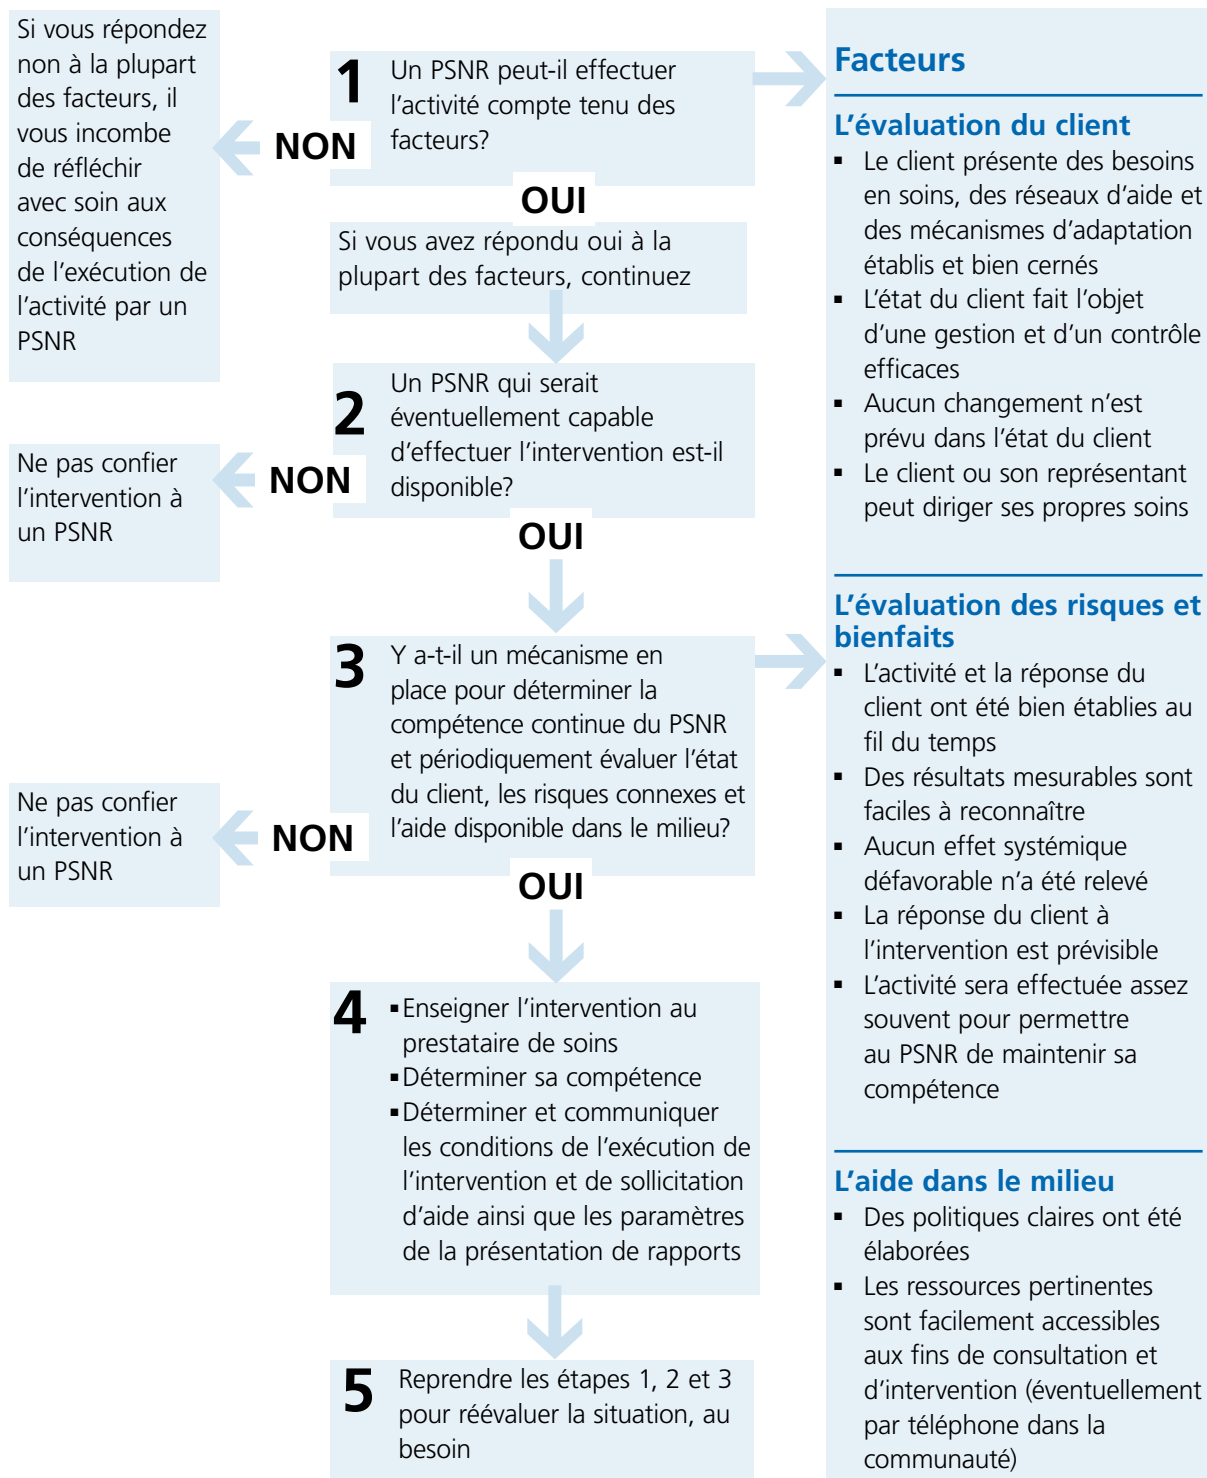 Si vous répondez
non à la plupart
des facteurs, il
vous incombe
de réfléchir
avec soin aux
conséquences
de l'exécution de
l'activité par un
PSNR
NON
1
Un PSNR peut-il effectuer
l'activité compte tenu des
facteurs?
OUI
Si vous avez répondu oui à la
plupart des facteurs, continuez
2
Un PSNR qui serait
éventuellement capable
d'effectuer l'intervention est-il
disponible?
NON
Ne pas confier
l'intervention à
un PSNR
OUI
3
Y a-t-il un mécanisme en
place pour déterminer la
compétence continue du PSNR
et périodiquement évaluer l'état
du client, les risques connexes et
l'aide disponible dans le milieu?
NON
Ne pas confier
l'intervention à
un PSNR
OUI
4
▪Enseigner l'intervention au
prestataire de soins
▪Déterminer sa compétence
▪Déterminer et communiquer
les conditions de l'exécution de
l'intervention et de sollicitation
d'aide ainsi que les paramètres
de la présentation de rapports
5
Reprendre les étapes 1, 2 et 3
pour réévaluer la situation, au
besoin
Facteurs
L'évaluation du client
▪ Le client présente des besoins
en soins, des réseaux d'aide et
des mécanismes d'adaptation
établis et bien cernés
▪ L'état du client fait l'objet
d'une gestion et d'un contrôle
efficaces
▪ Aucun changement n'est
prévu dans l'état du client
▪ Le client ou son représentant
peut diriger ses propres soins
L'évaluation des risques et
bienfaits
▪ L'activité et la réponse du
client ont été bien établies au
fil du temps
▪ Des résultats mesurables sont
faciles à reconnaître
▪ Aucun effet systémique
défavorable n'a été relevé
▪ La réponse du client à
l'intervention est prévisible
▪ L'activité sera effectuée assez
souvent pour permettre
au PSNR de maintenir sa
compétence
L'aide dans le milieu
▪ Des politiques claires ont été
élaborées
▪ Les ressources pertinentes
sont facilement accessibles
aux fins de consultation et
d'intervention (éventuellement
par téléphone dans la
communauté)